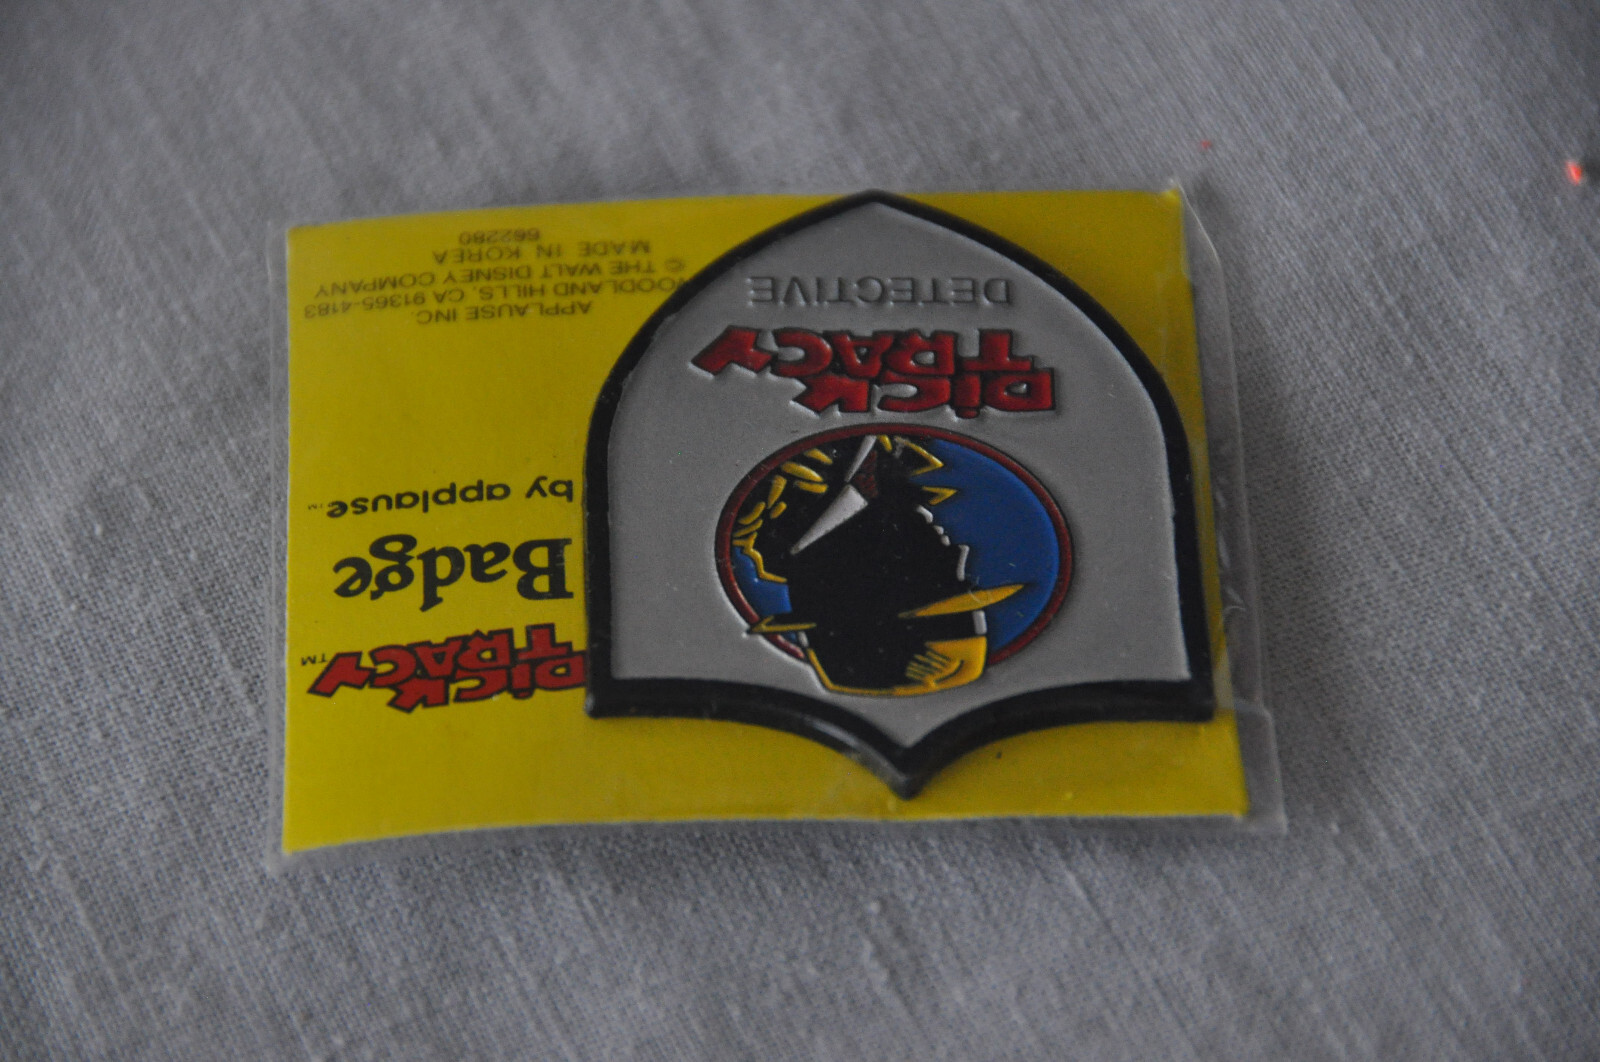 DICK
TRACY™
Badge
by applause™
APPLAUSE INC.
WOODLAND HILLS, CA 91365-4183
© THE WALT DISNEY COMPANY
MADE IN KOREA
662280
DICK
TRACY
DETECTIVE